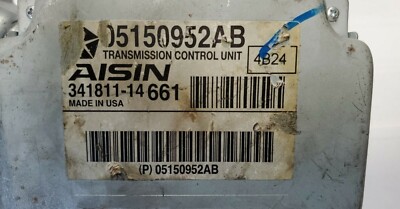 05150952AB
TRANSMISSION CONTROL UNIT
4B24
AISIN
341811-14 661
MADE IN USA
(P) 05150952AB